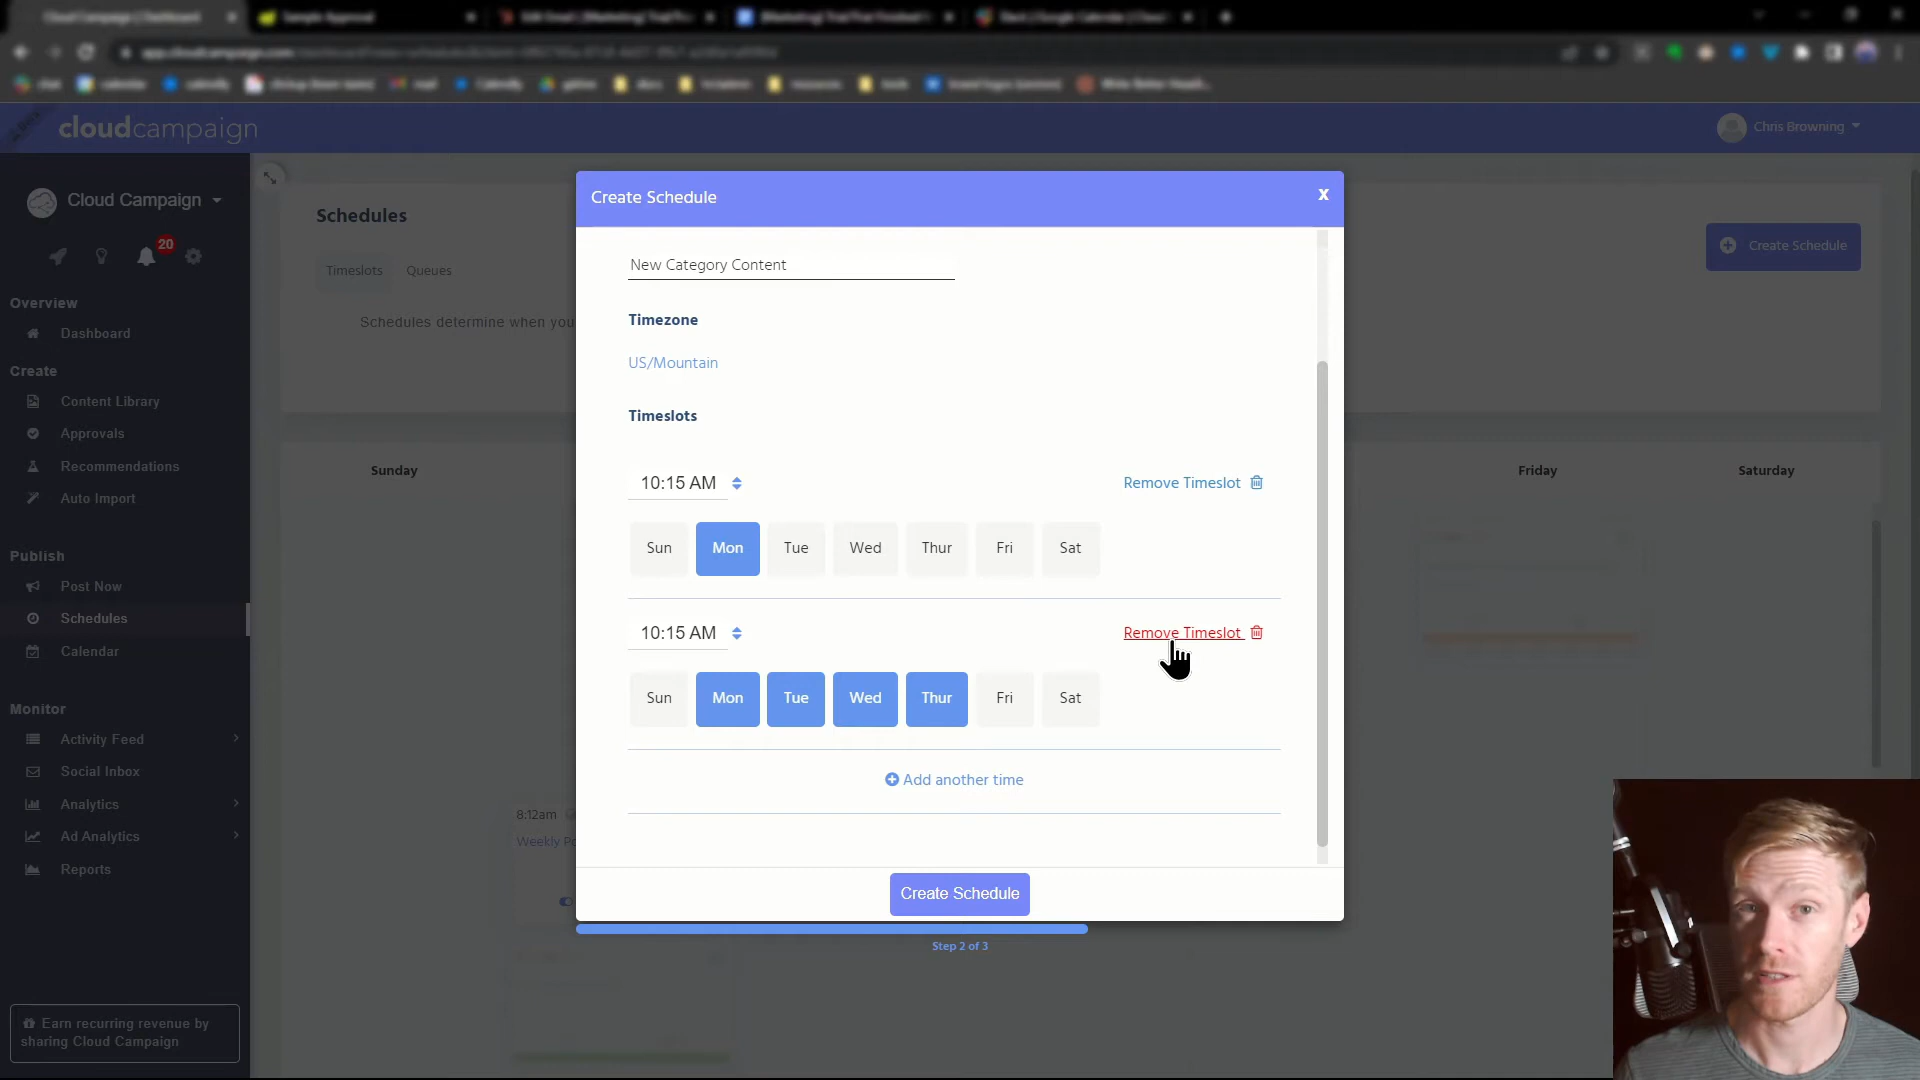 cloudcampaign
Chris Browning
Cloud Campaign
20
Overview
Dashboard
Create
Content Library
Approvals
Recommendations
Auto Import
Publish
Post Now
Schedules
Calendar
Monitor
Activity Feed
Social Inbox
Analytics
Ad Analytics
Reports
Earn recurring revenue by
sharing Cloud Campaign
Schedules
Timeslots Queues
Create Schedule
Schedules determine when you
Sunday Friday Saturday
8:12am
Create Schedule
X
New Category Content
Timezone
US/Mountain
Timeslots
10:15 AM Remove Timeslot
Sun Mon Tue Wed Thur Fri Sat
10:15 AM Remove Timeslot
Sun Mon Tue Wed Thur Fri Sat
Add another time
Create Schedule
Step 2 of 3
Weekly